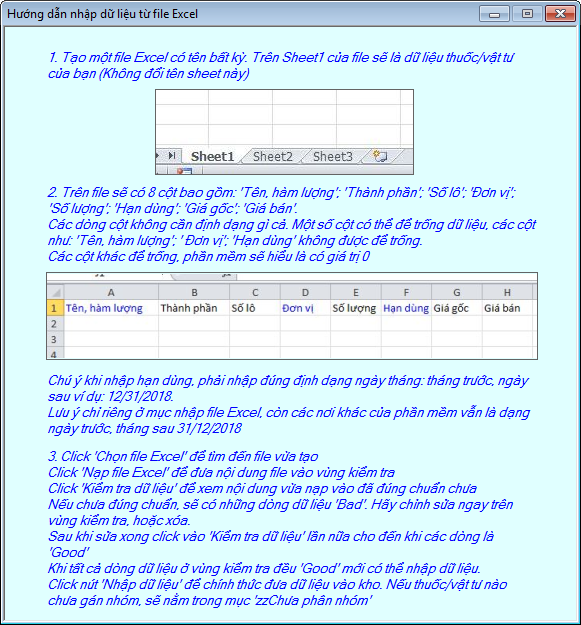 Hướng dẫn nhập dữ liệu từ file Excel
1. Tạo một file Excel có tên bất kỳ. Trên Sheet1 của file sẽ là dữ liệu thuốc/vật tư
của bạn (Không đổi tên sheet này)
Sheet1 Sheet2 Sheet3
2. Trên file sẽ có 8 cột bao gồm: 'Tên, hàm lượng'; 'Thành phần'; 'Số lô'; 'Đơn vị';
'Số lượng'; 'Hạn dùng'; 'Giá gốc'; 'Giá bán'.
Các dòng cột không cần định dạng gì cả. Một số cột có thể để trống dữ liệu, các cột
như: 'Tên, hàm lượng'; ' Đơn vị'; 'Hạn dùng' không được để trống.
Các cột khác để trống, phần mềm sẽ hiểu là có giá trị 0
A B C D E F G H
1 Tên, hàm lượng Thành phần Số lô Đơn vị Số lượng Hạn dùng Giá gốc Giá bán
2
3
4
Chú ý khi nhập hạn dùng, phải nhập đúng định dạng ngày tháng: tháng trước, ngày
sau ví dụ: 12/31/2018.
Lưu ý chỉ riêng ở mục nhập file Excel, còn các nơi khác của phần mềm vẫn là dạng
ngày trước, tháng sau 31/12/2018
3. Click 'Chọn file Excel' để tìm đến file vừa tạo
Click 'Nạp file Excel' để đưa nội dung file vào vùng kiểm tra
Click 'Kiểm tra dữ liệu' để xem nội dung vừa nạp vào đã đúng chuẩn chưa
Nếu chưa đúng chuẩn, sẽ có những dòng dữ liệu 'Bad'. Hãy chỉnh sửa ngay trên
vùng kiểm tra, hoặc xóa.
Sau khi sửa xong click vào 'Kiểm tra dữ liệu' lần nữa cho đến khi các dòng là
'Good'
Khi tất cả dòng dữ liệu ở vùng kiểm tra đều 'Good' mới có thể nhập dữ liệu.
Click nút 'Nhập dữ liệu' để chính thức đưa dữ liệu vào kho. Nếu thuốc/vật tư nào
chưa gán nhóm, sẽ nằm trong mục 'zzChưa phân nhóm'